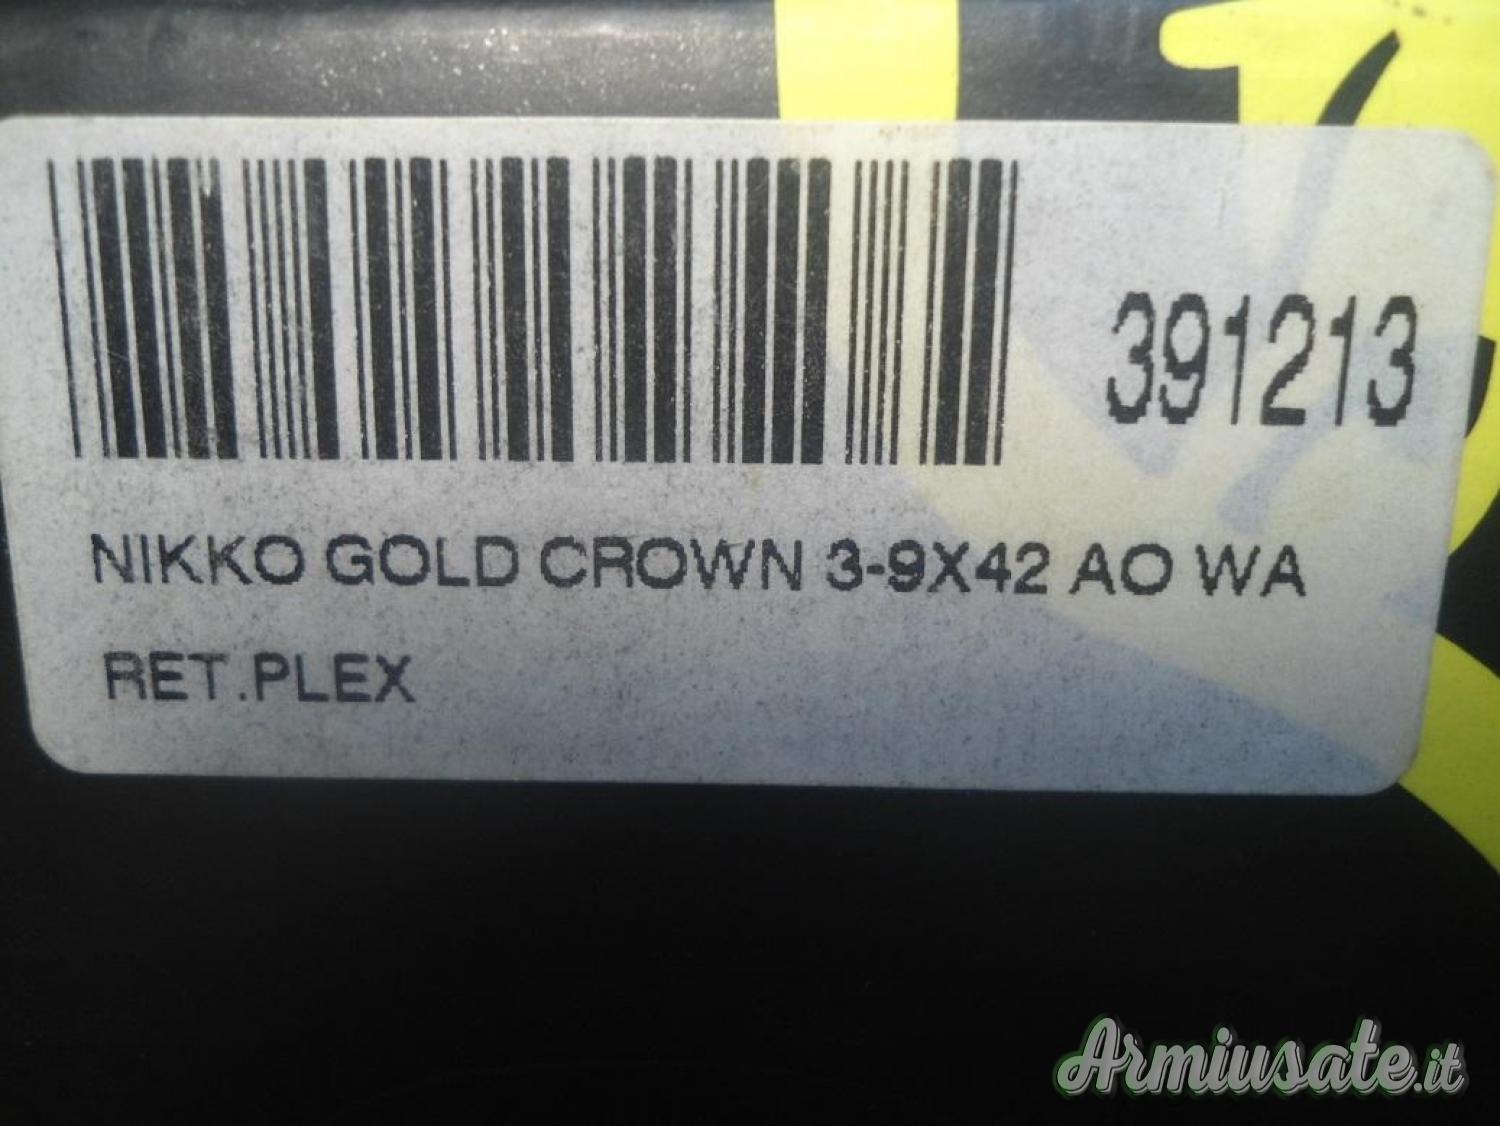 391213
NIKKO GOLD CROWN 3-9X42 AO WA
RET.PLEX
Armiusate.it